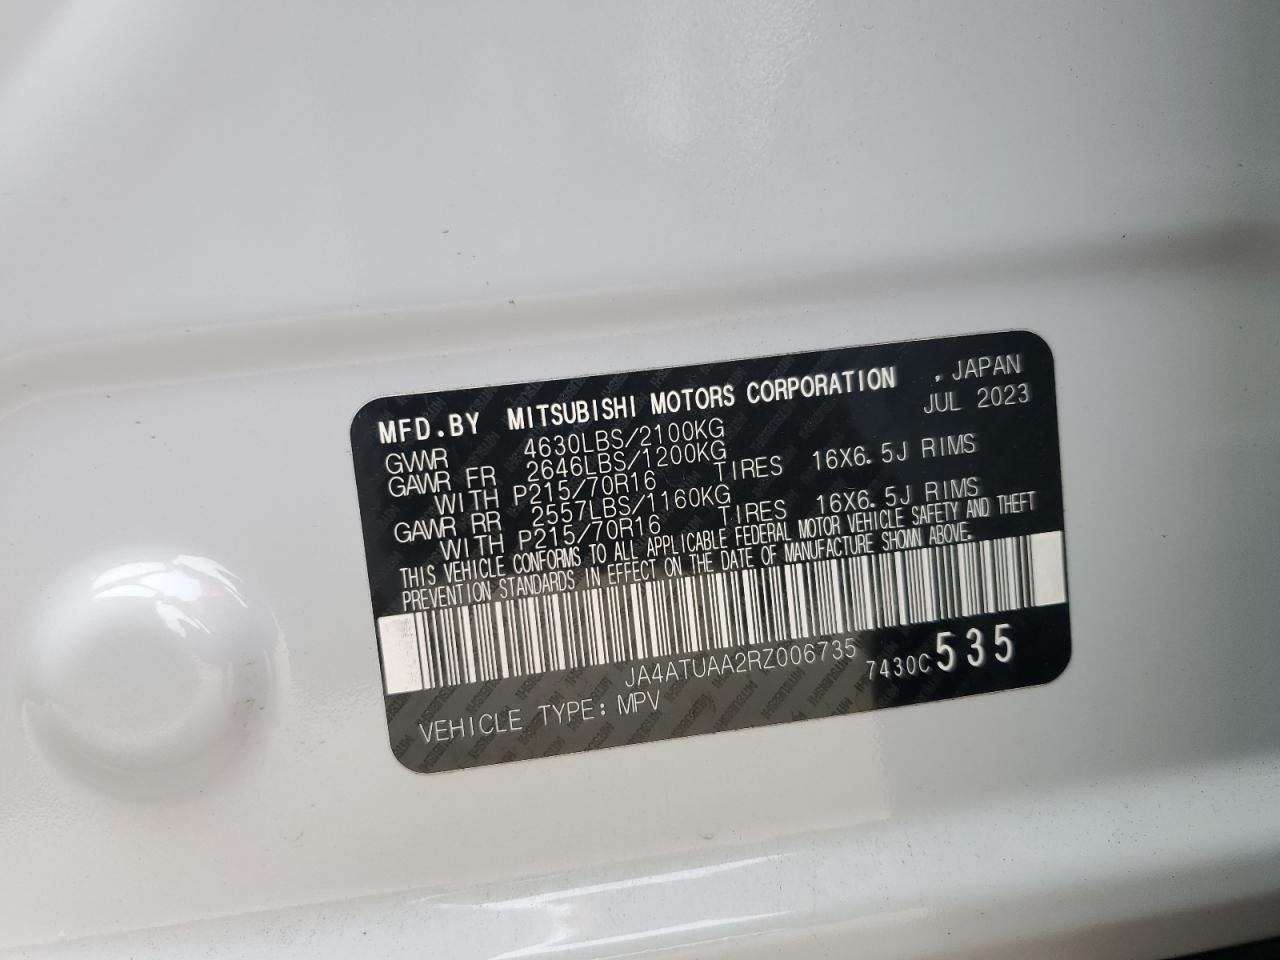 MFD.BY MITSUBISHI MOTORS CORPORATION , JAPAN
GVWR 4630LBS/2100KG JUL 2023
GAWR FR 2646LBS/1200KG
WITH P215/70R16 TIRES 16X6.5J RIMS
GAWR RR 2557LBS/1160KG
WITH P215/70R16 TIRES 16X6.5J RIMS
THIS VEHICLE CONFORMS TO ALL APPLICABLE FEDERAL MOTOR VEHICLE SAFETY AND THEFT
PREVENTION STANDARDS IN EFFECT ON THE DATE OF MANUFACTURE SHOWN ABOVE.
JA4ATUAA2RZ006735 7430C 535
VEHICLE TYPE: MPV